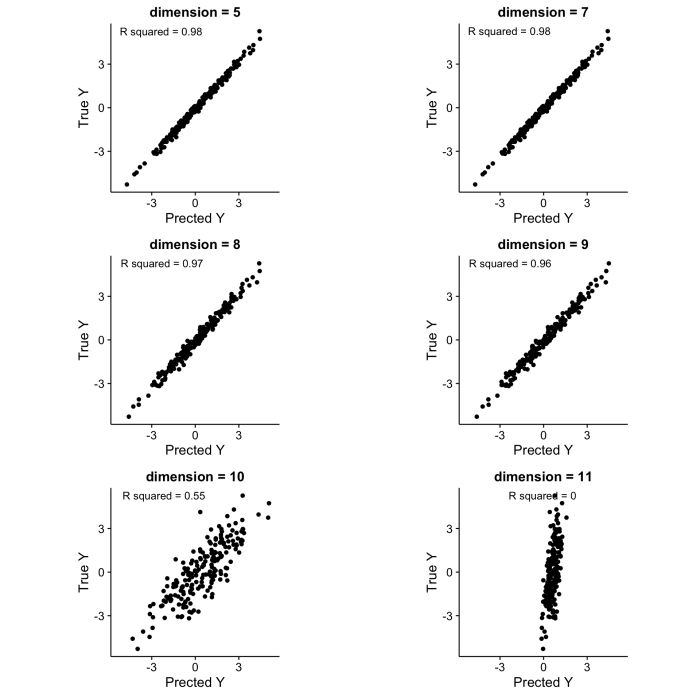 dimension = 5
R squared = 0.98
True Y
3
0
-3
-3 0 3
Prected Y
dimension = 7
R squared = 0.98
True Y
3
0
-3
-3 0 3
Prected Y
dimension = 8
R squared = 0.97
True Y
3
0
-3
-3 0 3
Prected Y
dimension = 9
R squared = 0.96
True Y
3
0
-3
-3 0 3
Prected Y
dimension = 10
R squared = 0.55
True Y
3
0
-3
-3 0 3
Prected Y
dimension = 11
R squared = 0
True Y
3
0
-3
-3 0 3
Prected Y